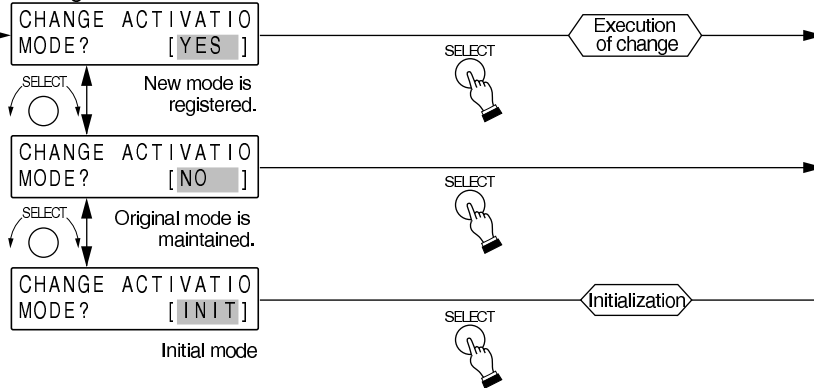 CHANGE ACTIVATIO
MODE? [YES ]
SELECT
Execution
of change
SELECT
New mode is
registered.
CHANGE ACTIVATIO
MODE? [NO ]
SELECT
SELECT
Original mode is
maintained.
CHANGE ACTIVATIO
MODE? [INIT]
SELECT
Initialization
Initial mode